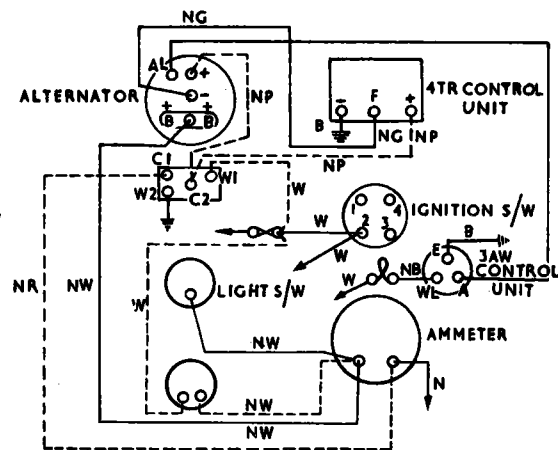 NG
AL
+
ALTERNATOR
-
NP
+ +
B B
4TR CONTROL
UNIT
- F +
B
NG NP
C1
NP
W1
W2
C2
W
1 4
2 3
IGNITION S/W
W
W
B
E
3AW
CONTROL
UNIT
NR
NW
W
LIGHT S/W
W
NB
WL
A
AMMETER
NW
N
NW
NW